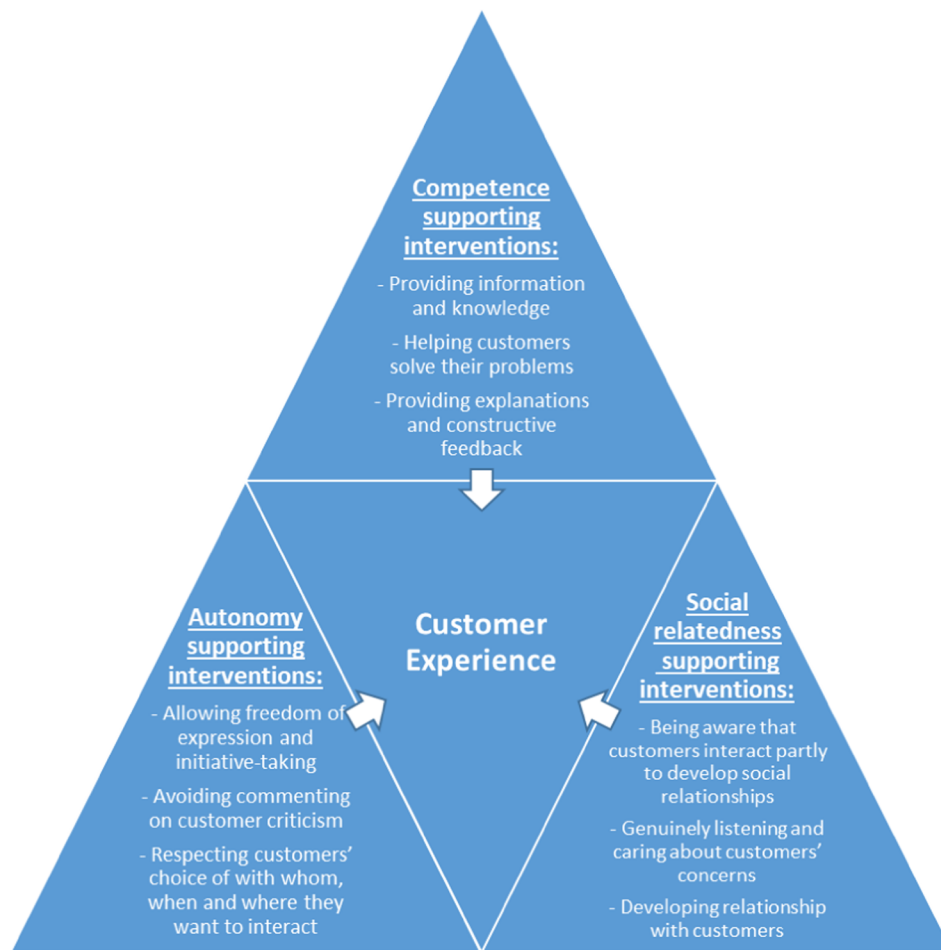 Competence
supporting
interventions:
- Providing information
and knowledge
- Helping customers
solve their problems
- Providing explanations
and constructive
feedback
Customer
Experience
Autonomy
supporting
interventions:
- Allowing freedom of
expression and
initiative-taking
- Avoiding commenting
on customer criticism
- Respecting customers’
choice of with whom,
when and where they
want to interact
Social
relatedness
supporting
interventions:
- Being aware that
customers interact partly
to develop social
relationships
- Genuinely listening and
caring about customers’
concerns
- Developing relationship
with customers